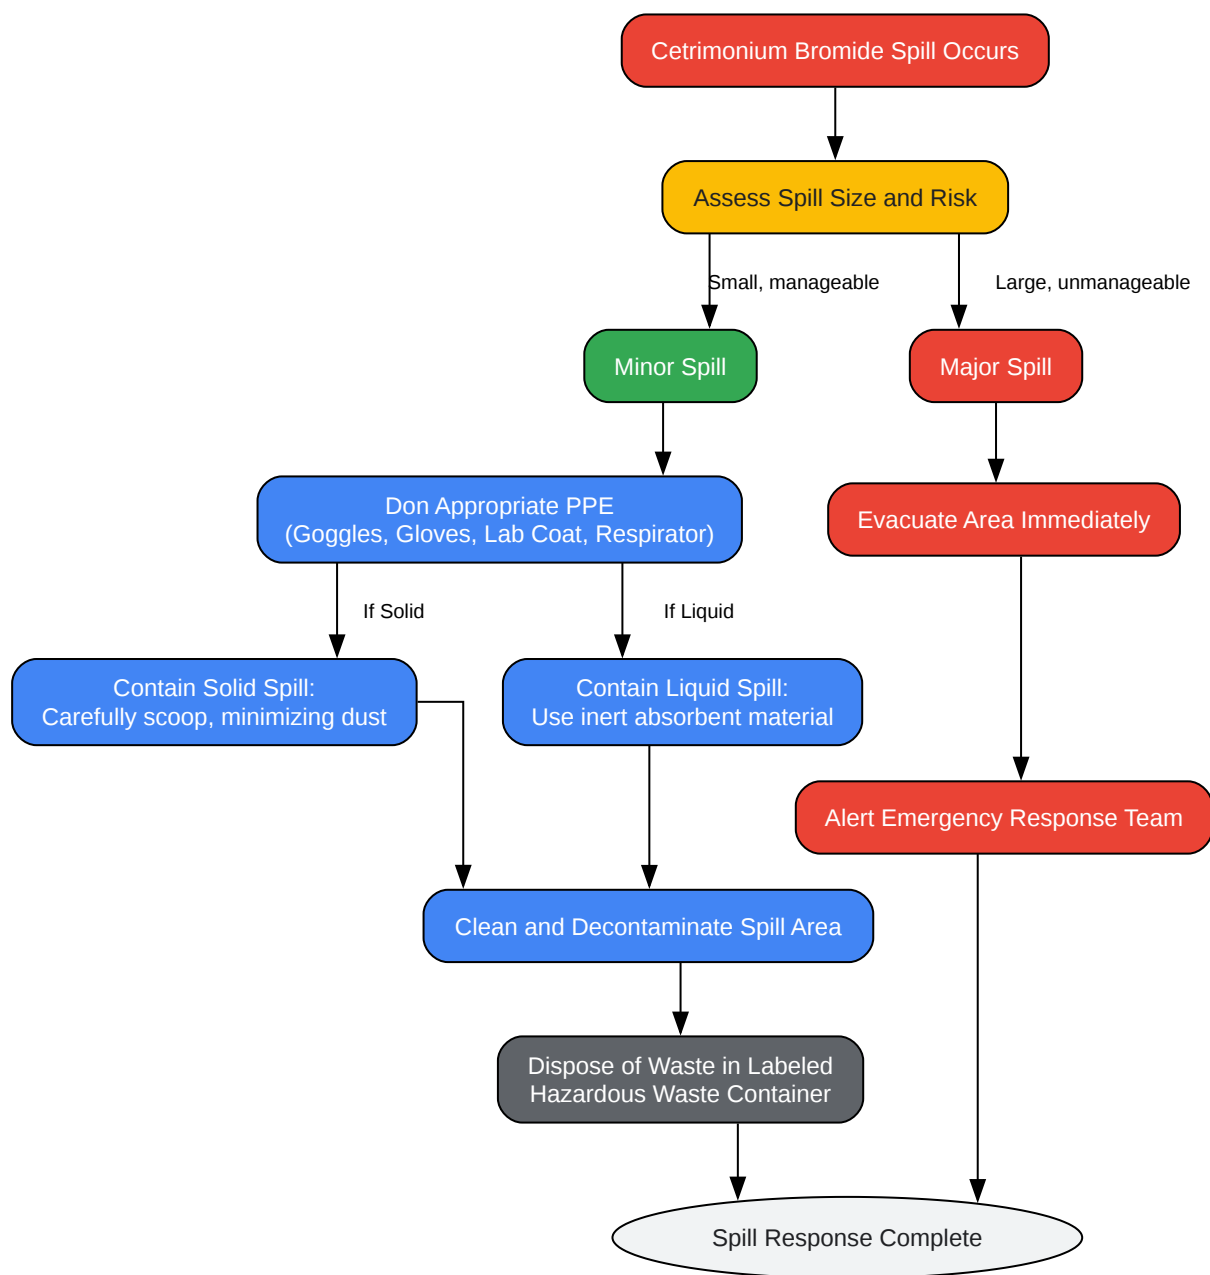 Cetrimonium Bromide Spill Occurs
Assess Spill Size and Risk
Small, manageable
Large, unmanageable
Minor Spill
Major Spill
Don Appropriate PPE
(Goggles, Gloves, Lab Coat, Respirator)
Evacuate Area Immediately
If Solid
If Liquid
Contain Solid Spill:
Carefully scoop, minimizing dust
Contain Liquid Spill:
Use inert absorbent material
Alert Emergency Response Team
Clean and Decontaminate Spill Area
Dispose of Waste in Labeled
Hazardous Waste Container
Spill Response Complete